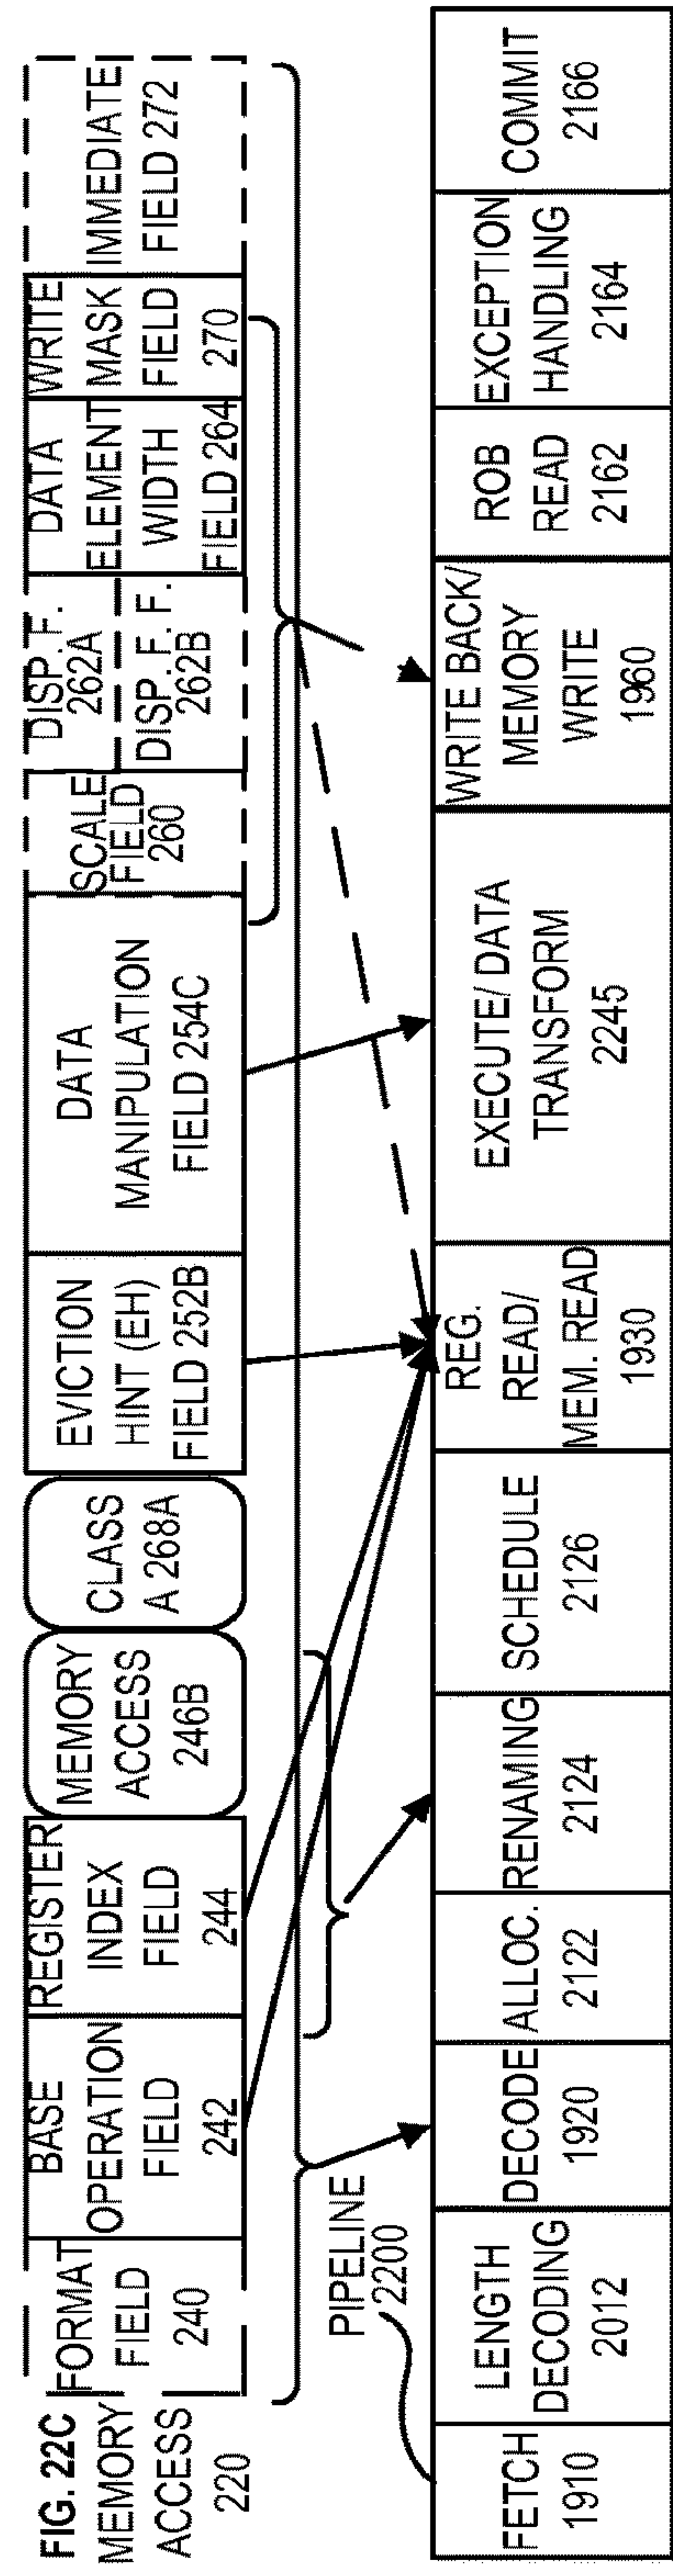 FIG. 22C
MEMORY
ACCESS
220
FORMAT
FIELD
240
BASE
OPERATION
FIELD
242
REGISTER
INDEX
FIELD
244
MEMORY
ACCESS
246B
CLASS
A 268A
EVICTION
HINT (EH)
FIELD 252B
DATA
MANIPULATION
FIELD 254C
SCALE
FIELD
260
DISP. F.
262A
DISP. F. F.
262B
DATA
ELEMENT
WIDTH
FIELD 264
WRITE
MASK
FIELD
270
IMMEDIATE
FIELD 272
PIPELINE
2200
FETCH
1910
LENGTH
DECODING
2012
DECODE
1920
ALLOC.
2122
RENAMING
2124
SCHEDULE
2126
REG.
READ/
MEM. READ
1930
EXECUTE/DATA
TRANSFORM
2245
WRITE BACK/
MEMORY
WRITE
1960
ROB
READ
2162
EXCEPTION
HANDLING
2164
COMMIT
2166